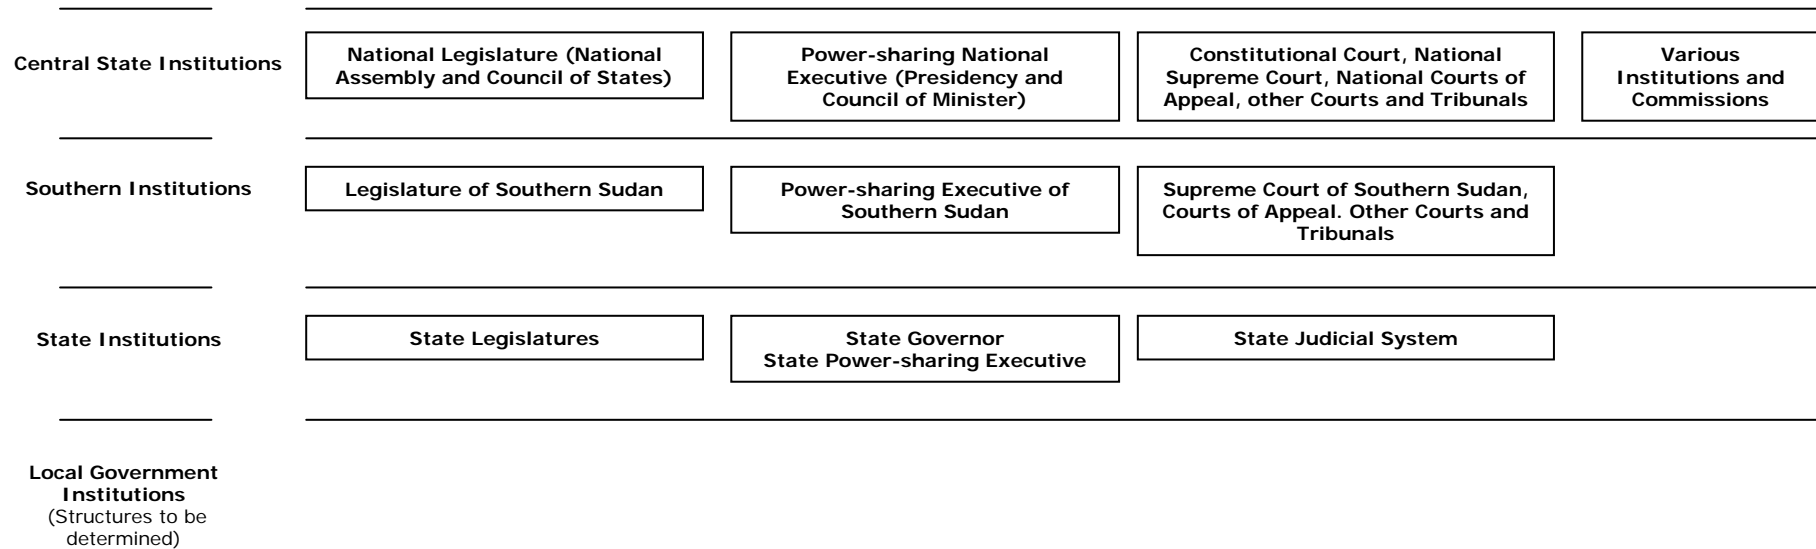 Central State Institutions
National Legislature (National
Assembly and Council of States)
Power-sharing National
Executive (Presidency and
Council of Minister)
Constitutional Court, National
Supreme Court, National Courts of
Appeal, other Courts and Tribunals
Various
Institutions and
Commissions
Southern Institutions
Legislature of Southern Sudan
Power-sharing Executive of
Southern Sudan
Supreme Court of Southern Sudan,
Courts of Appeal. Other Courts and
Tribunals
State Institutions
State Legislatures
State Governor
State Power-sharing Executive
State Judicial System
Local Government
Institutions
(Structures to be
determined)